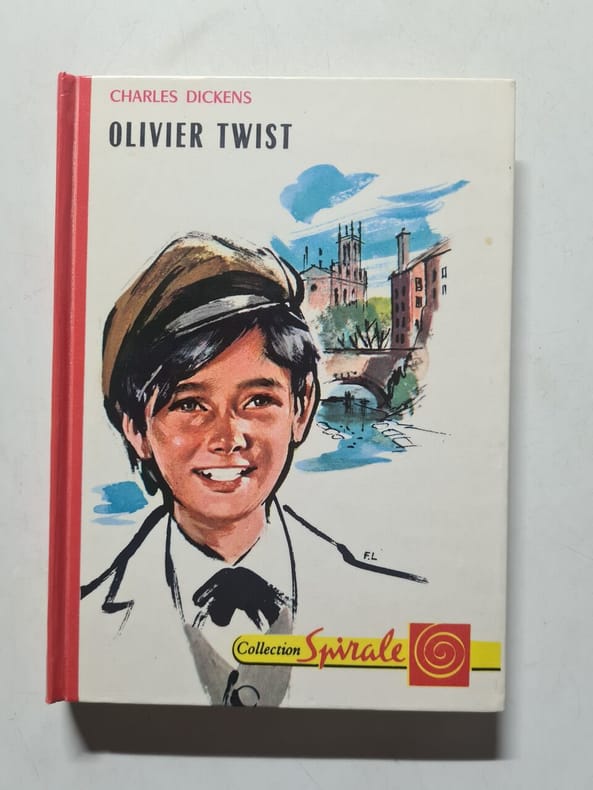 CHARLES DICKENS
OLIVIER TWIST
F.L
Collection Spirale